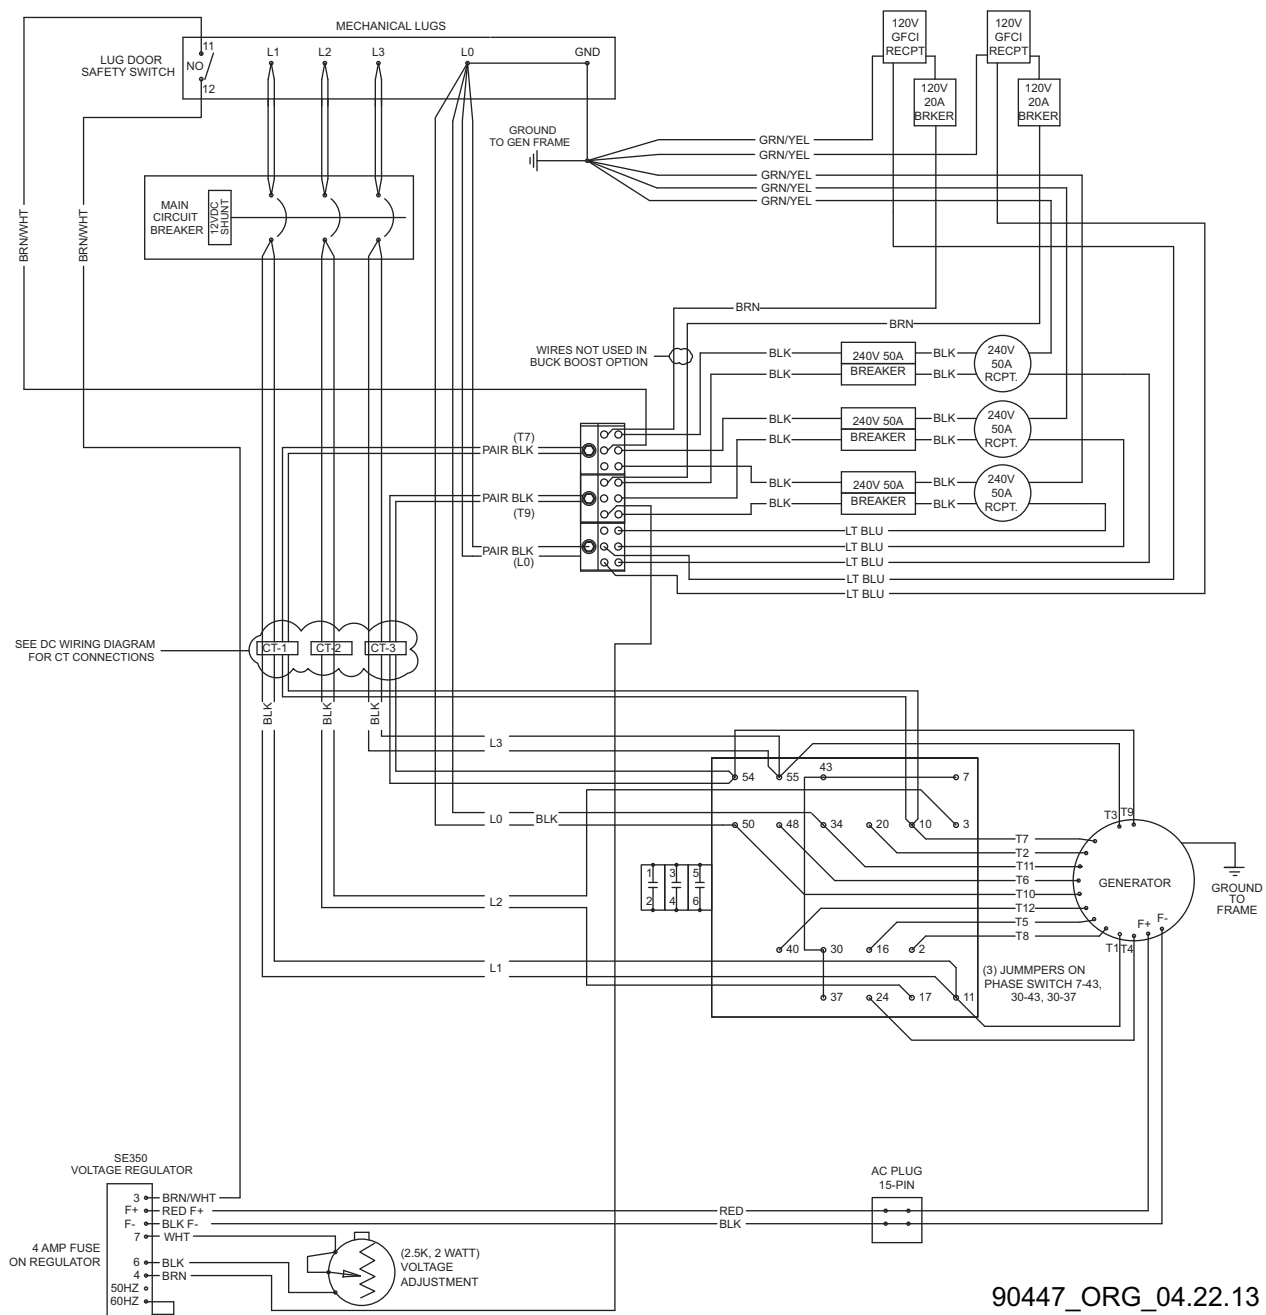 MECHANICAL LUGS
LUG DOOR
SAFETY SWITCH
11
NO
12
L1
L2
L3
L0
GND
120V
GFCI
RECPT
120V
GFCI
RECPT
120V
20A
BRKER
120V
20A
BRKER
GROUND
TO GEN FRAME
GRN/YEL
GRN/YEL
GRN/YEL
GRN/YEL
GRN/YEL
MAIN
CIRCUIT
BREAKER
12VDC
SHUNT
BRN/WHT
BRN/WHT
BRN
BRN
WIRES NOT USED IN
BUCK BOOST OPTION
BLK
240V 50A
BREAKER
BLK
240V
50A
RCPT.
BLK
BLK
BLK
240V 50A
BREAKER
BLK
240V
50A
RCPT.
BLK
BLK
BLK
240V 50A
BREAKER
BLK
240V
50A
RCPT.
BLK
BLK
(T7)
PAIR BLK
PAIR BLK
(T9)
PAIR BLK
(L0)
LT BLU
LT BLU
LT BLU
LT BLU
LT BLU
SEE DC WIRING DIAGRAM
FOR CT CONNECTIONS
CT-1
CT-2
CT-3
BLK
BLK
BLK
L3
L0
BLK
L2
L1
54
55
43
7
50
48
34
20
10
3
1
3
5
2
4
6
40
30
16
2
37
24
17
11
T3
T9
T7
T2
T11
T6
T10
T12
T5
T8
GENERATOR
T1
T4
F+
F-
GROUND
TO
FRAME
(3) JUMMPERS ON
PHASE SWITCH 7-43,
30-43, 30-37
SE350
VOLTAGE REGULATOR
3
BRN/WHT
F+
RED F+
F-
BLK F-
7
WHT
6
BLK
4
BRN
50HZ
60HZ
4 AMP FUSE
ON REGULATOR
(2.5K, 2 WATT)
VOLTAGE
ADJUSTMENT
RED
BLK
AC PLUG
15-PIN
90447_ORG_04.22.13